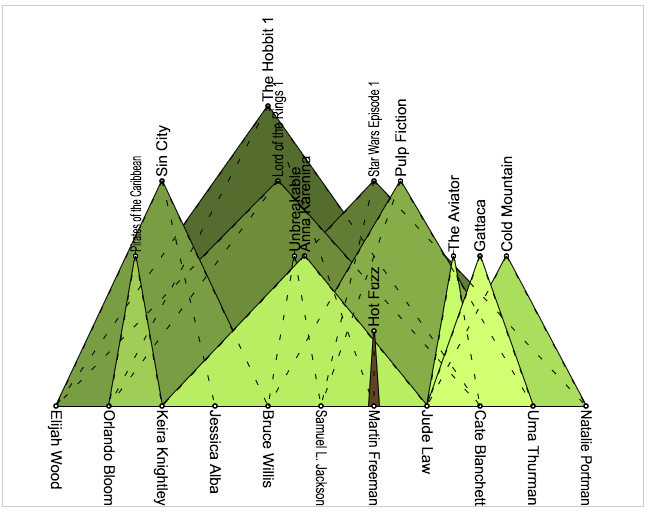 The Hobbit 1
Lord of the Rings 1
Star Wars Episode 1
Pulp Fiction
Sin City
Pirates of the Caribbean
Unbreakable
Anna Karenina
The Aviator
Gattaca
Cold Mountain
Hot Fuzz
Elijah Wood
Orlando Bloom
Keira Knightley
Jessica Alba
Bruce Willis
Samuel L. Jackson
Martin Freeman
Jude Law
Cate Blanchett
Uma Thurman
Natalie Portman